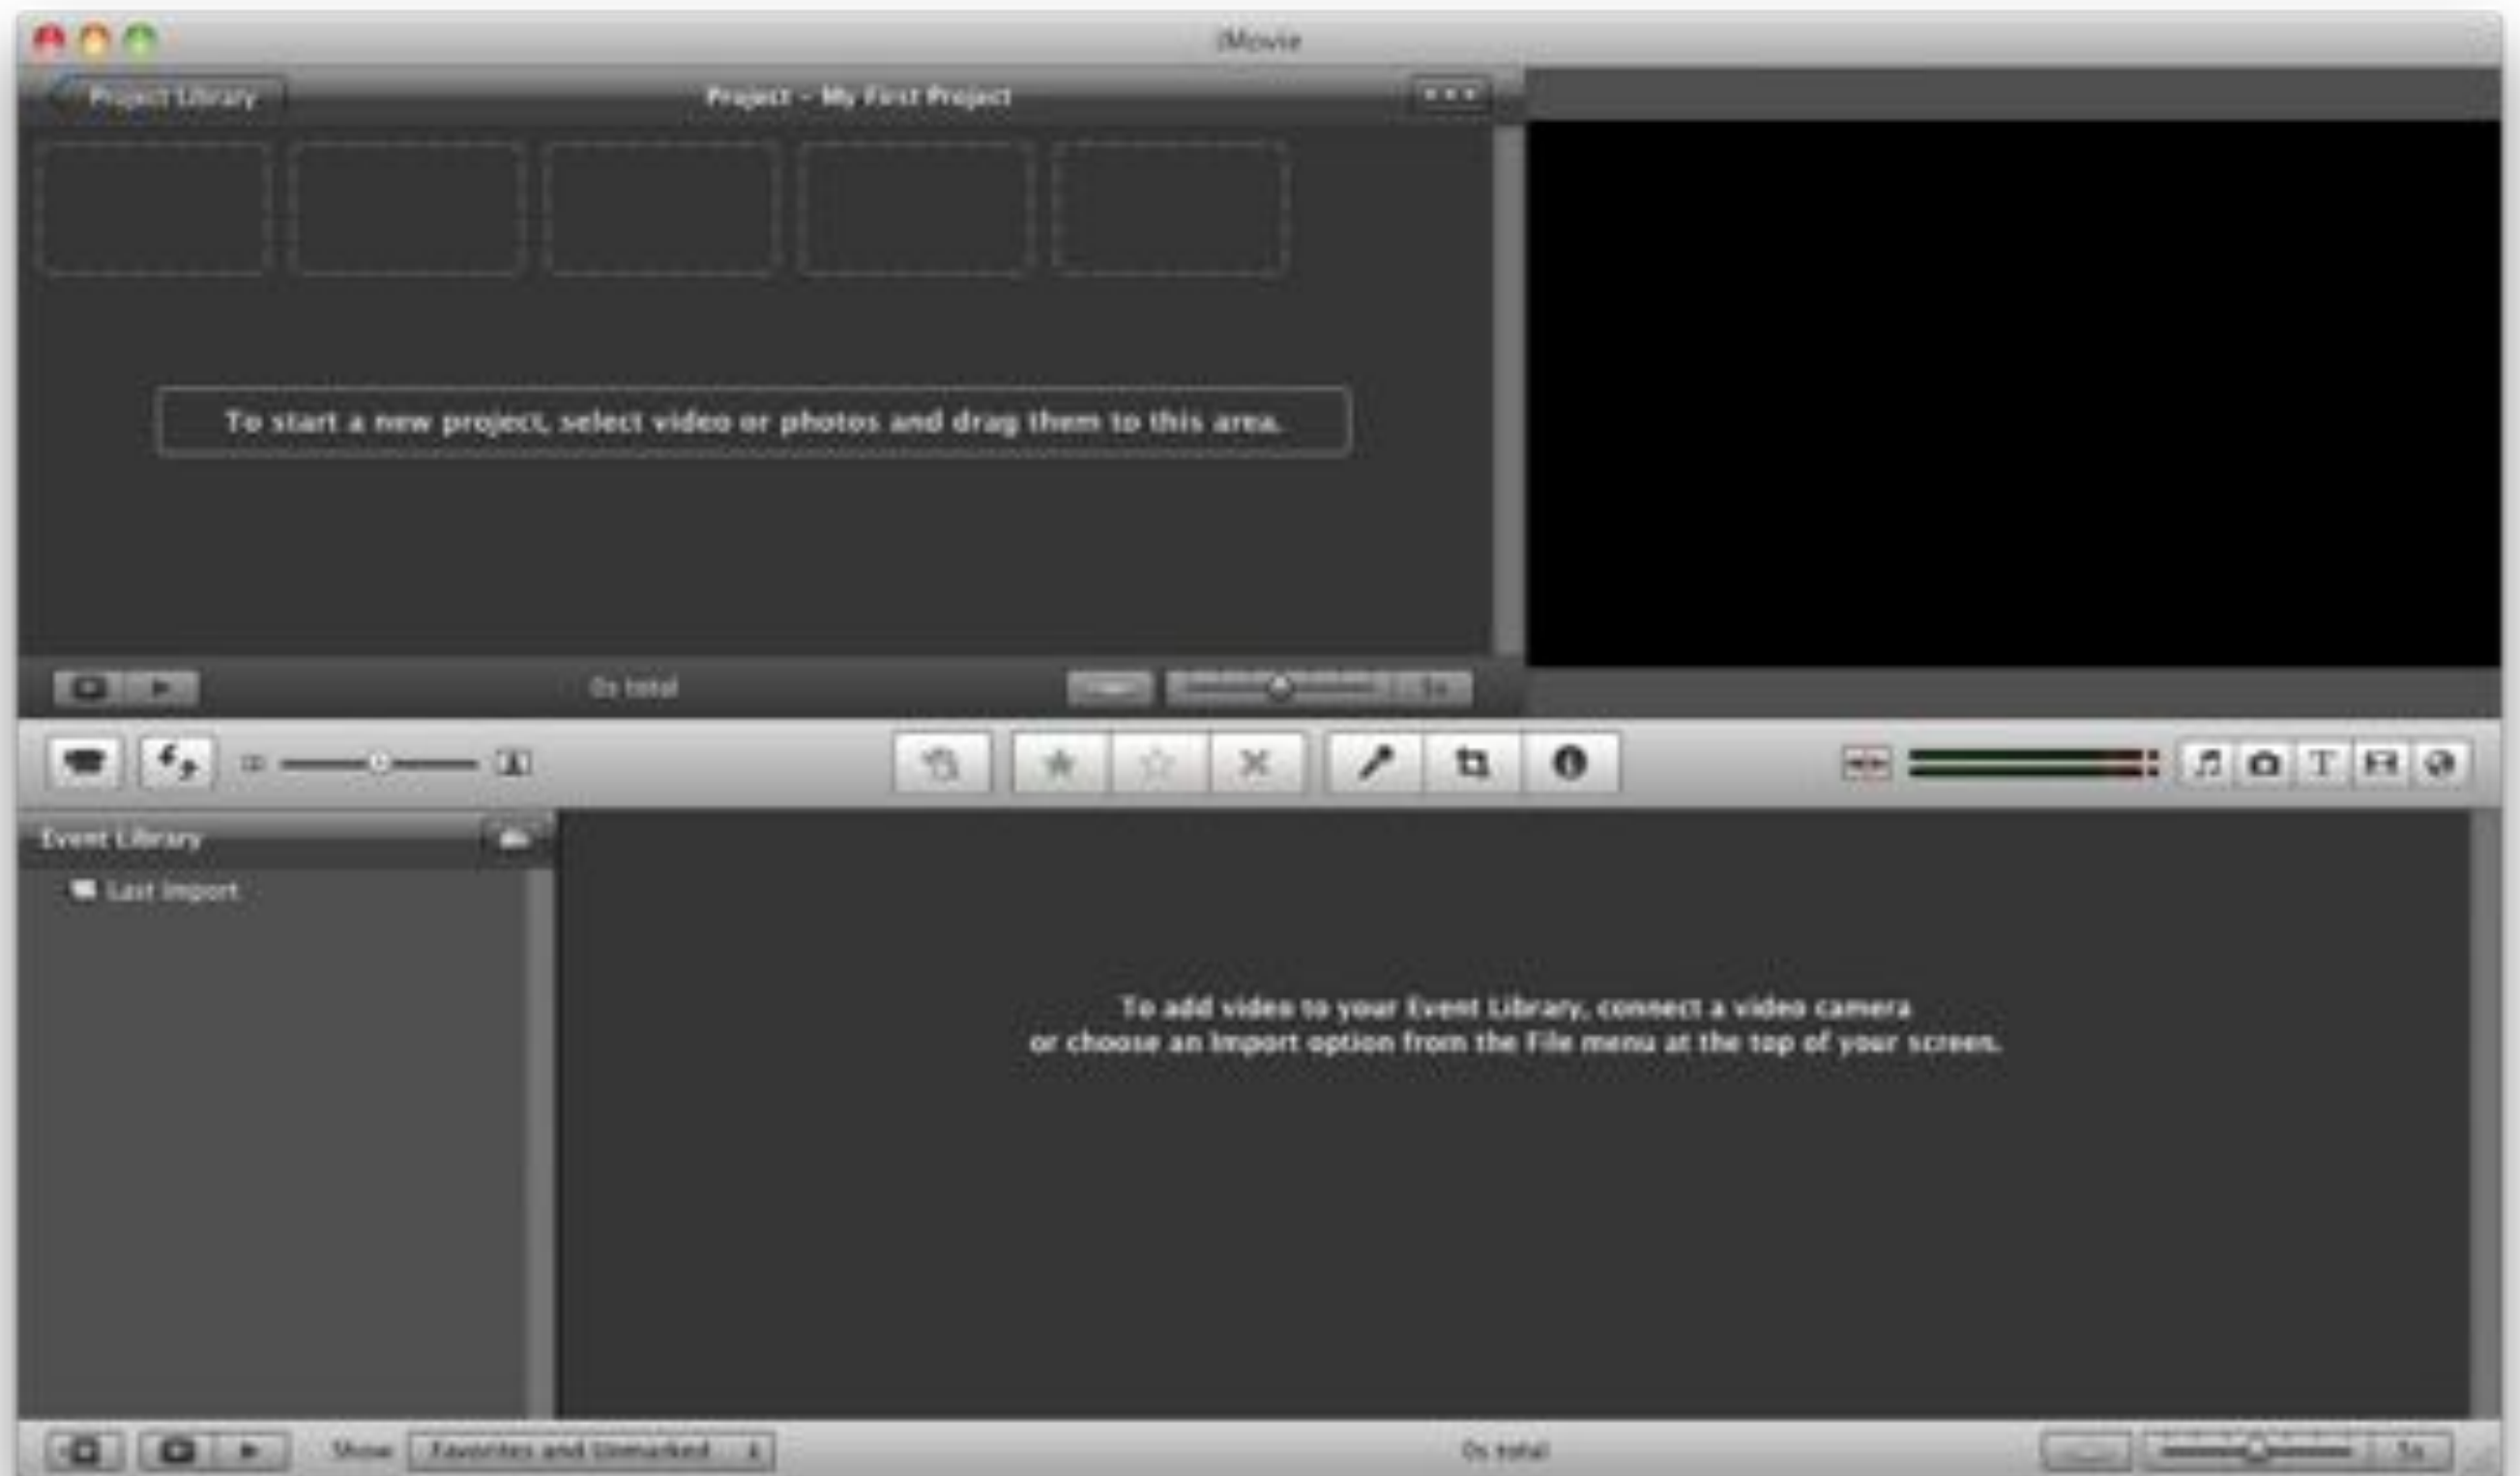 iMovie
Project Library
Project - My First Project
To start a new project, select video or photos and drag them to this area.
0s total
5s
T
Event Library
Last Import
To add video to your Event Library, connect a video camera
or choose an Import option from the File menu at the top of your screen.
Show: Favorites and Unmarked
0s total
5s